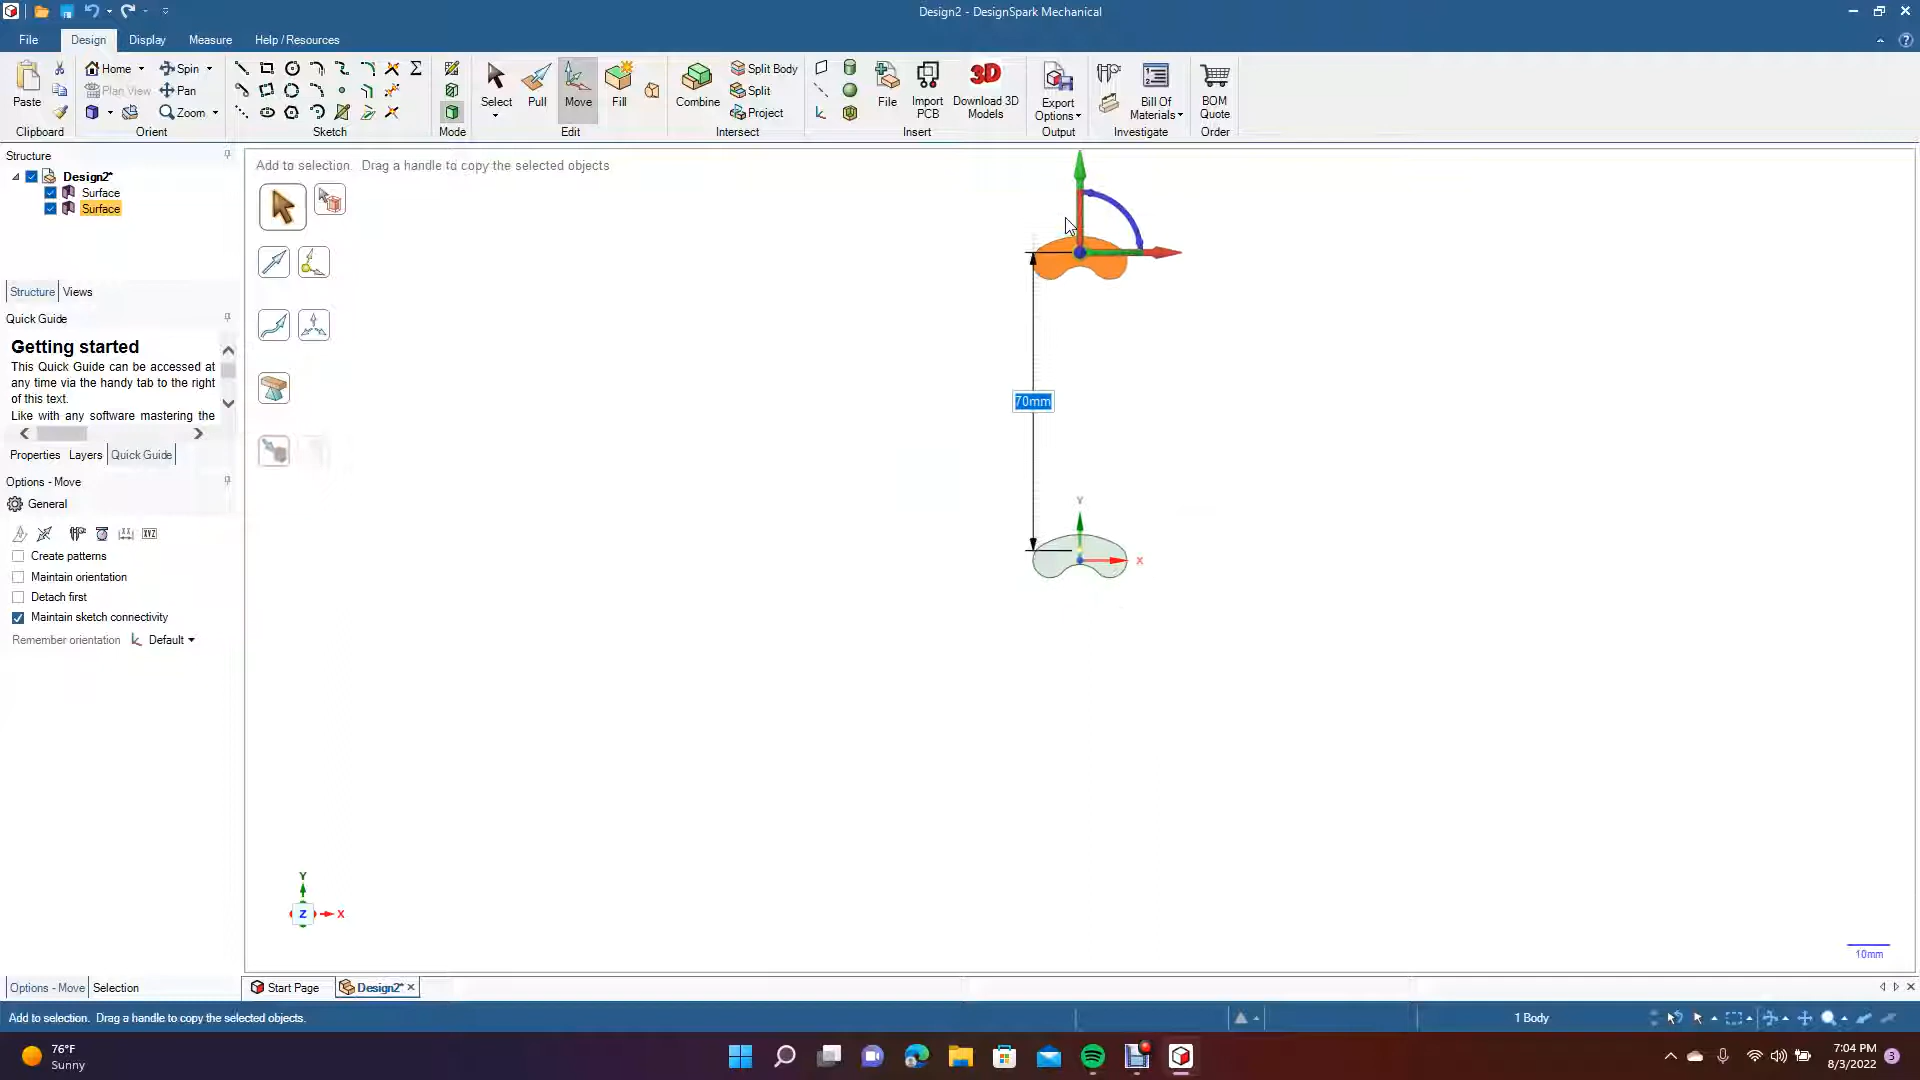 Design2 - DesignSpark Mechanical
File Design Display Measure Help / Resources
Paste
Clipboard
Home
Plan View
Spin
Pan
Zoom
Orient
Sketch
Mode
Select
Pull
Move
Fill
Edit
Combine
Split Body
Split
Project
Intersect
File
Import PCB
3D
Download 3D Models
Insert
Export Options
Output
Bill Of Materials
Investigate
BOM Quote
Order
Structure
Design2*
Surface
Surface
Structure Views
Quick Guide
Getting started
This Quick Guide can be accessed at
any time via the handy tab to the right
of this text.
Like with any software mastering the
Properties Layers Quick Guide
Options - Move
General
XYZ
Create patterns
Maintain orientation
Detach first
Maintain sketch connectivity
Remember orientation Default
Options - Move Selection
Add to selection. Drag a handle to copy the selected objects
70mm
Y
X
Y
Z X
10mm
Start Page Design2*
Add to selection. Drag a handle to copy the selected objects.
1 Body
76°F
Sunny
7:04 PM
8/3/2022
3